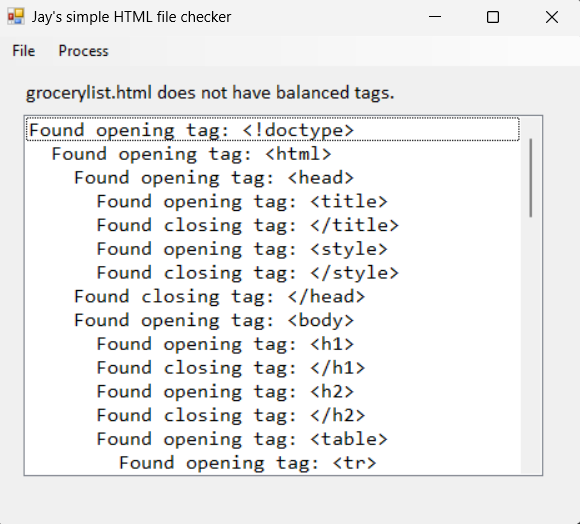 Jay's simple HTML file checker
File Process
grocerylist.html does not have balanced tags.
Found opening tag: <!doctype>
Found opening tag: <html>
Found opening tag: <head>
Found opening tag: <title>
Found closing tag: </title>
Found opening tag: <style>
Found closing tag: </style>
Found closing tag: </head>
Found opening tag: <body>
Found opening tag: <h1>
Found closing tag: </h1>
Found opening tag: <h2>
Found closing tag: </h2>
Found opening tag: <table>
Found opening tag: <tr>